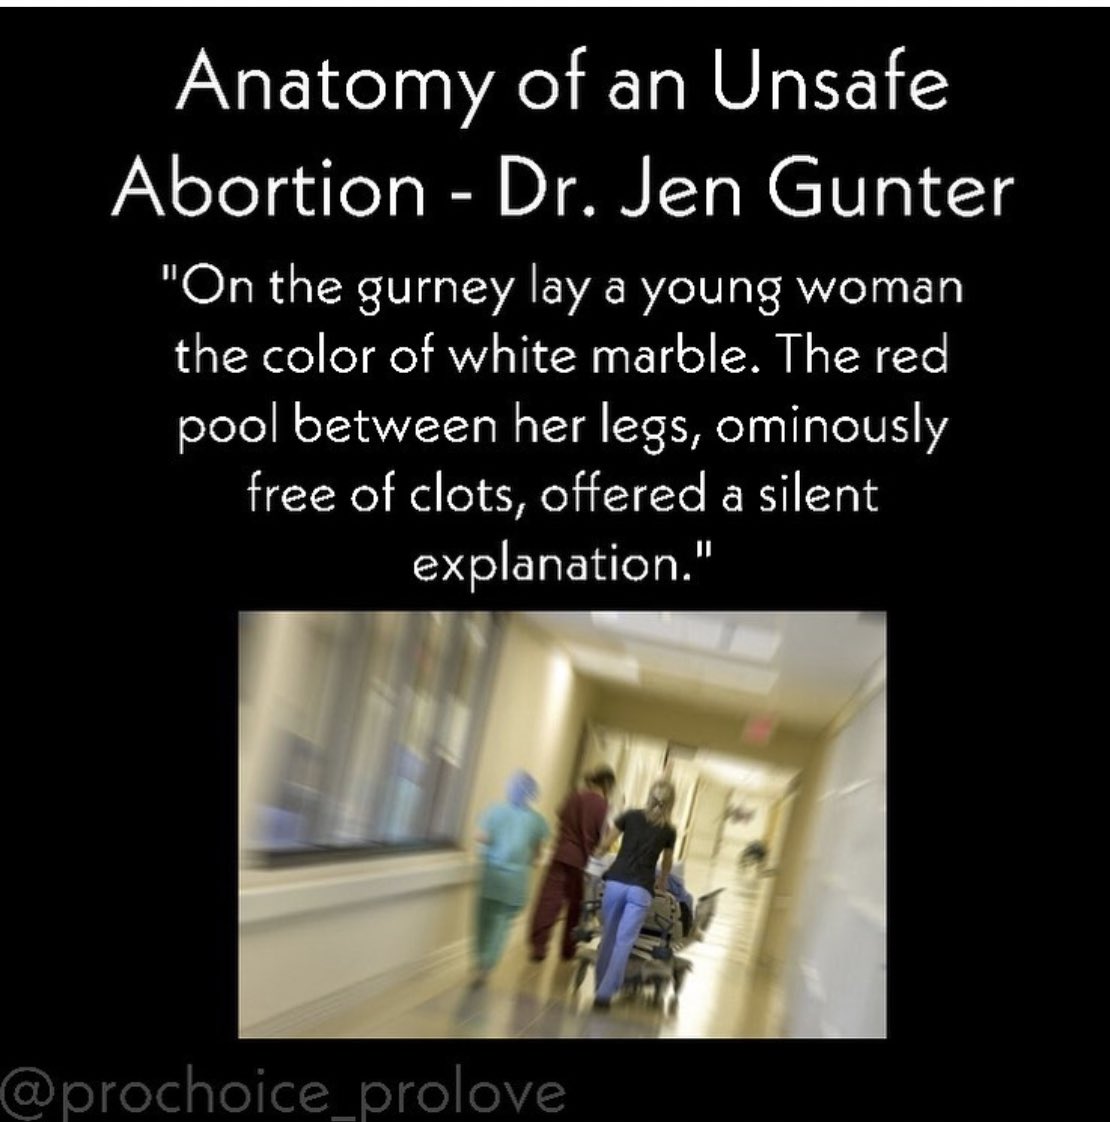 Anatomy of an Unsafe
Abortion - Dr. Jen Gunter
"On the gurney lay a young woman
the color of white marble. The red
pool between her legs, ominously
free of clots, offered a silent
explanation."
@prochoice_prolove